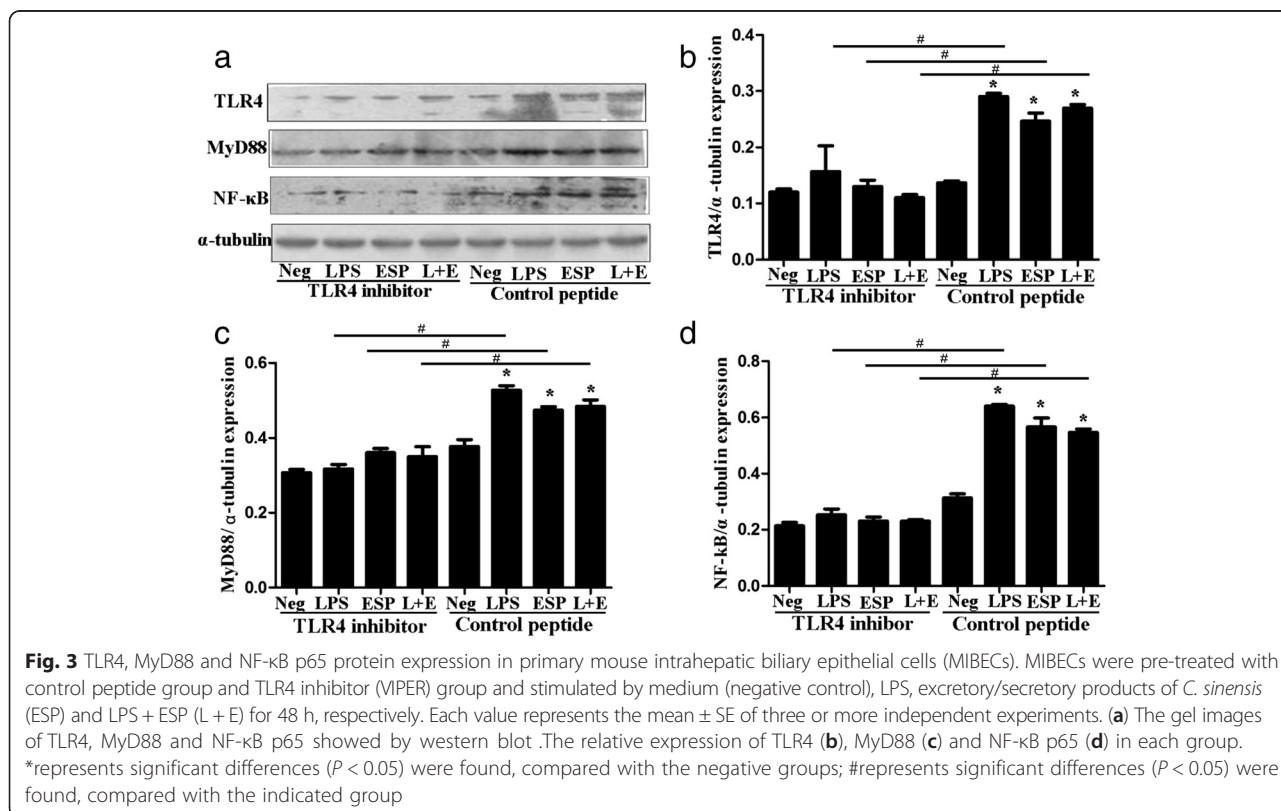 a
TLR4
MyD88
NF-κB
α-tubulin
Neg LPS ESP L+E Neg LPS ESP L+E
TLR4 inhibitor Control peptide
b
TLR4/α-tubulin expression
0.4
0.3
0.2
0.1
0.0
#
#
#
* * *
Neg LPS ESP L+E Neg LPS ESP L+E
TLR4 inhibitor Control peptide
c
MyD88/α-tubulin expression
0.6
0.4
0.2
0.0
#
#
#
* * *
Neg LPS ESP L+E Neg LPS ESP L+E
TLR4 inhibitor Control peptide
d
NF-kB/α-tubulin expression
0.8
0.6
0.4
0.2
0.0
#
#
#
* * *
Neg LPS ESP L+E Neg LPS ESP L+E
TLR4 inhibor Control peptide
Fig. 3 TLR4, MyD88 and NF-κB p65 protein expression in primary mouse intrahepatic biliary epithelial cells (MIBECs). MIBECs were pre-treated with
control peptide group and TLR4 inhibitor (VIPER) group and stimulated by medium (negative control), LPS, excretory/secretory products of C. sinensis
(ESP) and LPS + ESP (L + E) for 48 h, respectively. Each value represents the mean ± SE of three or more independent experiments. (a) The gel images
of TLR4, MyD88 and NF-κB p65 showed by western blot .The relative expression of TLR4 (b), MyD88 (c) and NF-κB p65 (d) in each group.
*represents significant differences (P < 0.05) were found, compared with the negative groups; #represents significant differences (P < 0.05) were
found, compared with the indicated group